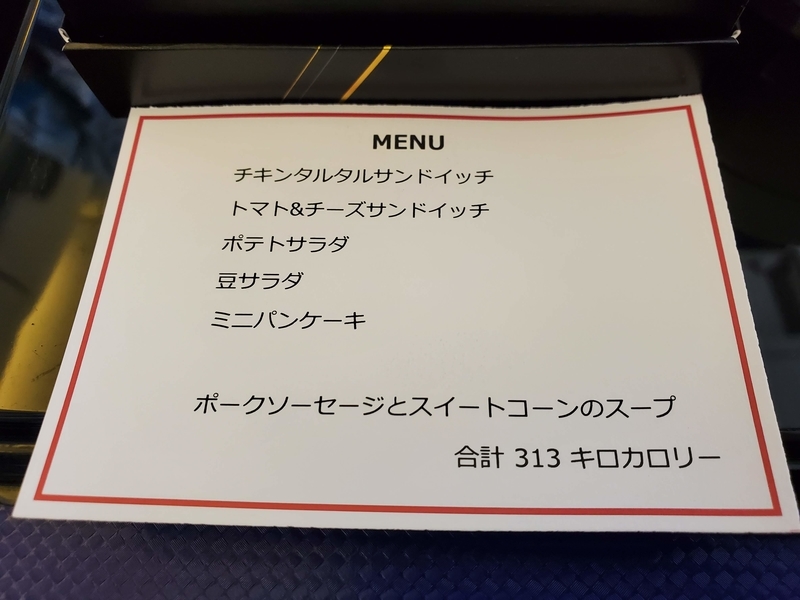 MENU
チキンタルタルサンドイッチ
トマト&チーズサンドイッチ
ポテトサラダ
豆サラダ
ミニパンケーキ
ポークソーセージとスイートコーンのスープ
合計 313 キロカロリー